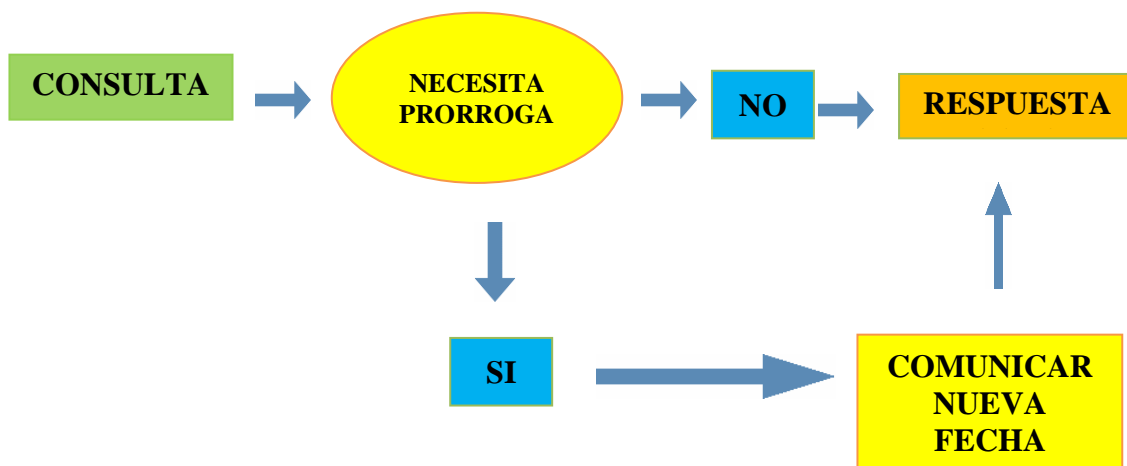 CONSULTA
NECESITA
PRORROGA
NO
RESPUESTA
SI
COMUNICAR
NUEVA
FECHA